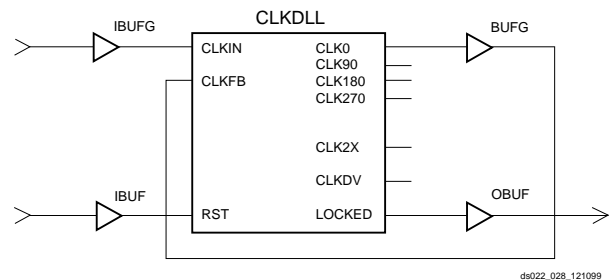 CLKDLL
IBUFG
BUFG
CLKIN
CLK0
CLK90
CLKFB
CLK180
CLK270
CLK2X
CLKDV
IBUF
OBUF
RST
LOCKED
ds022_028_121099